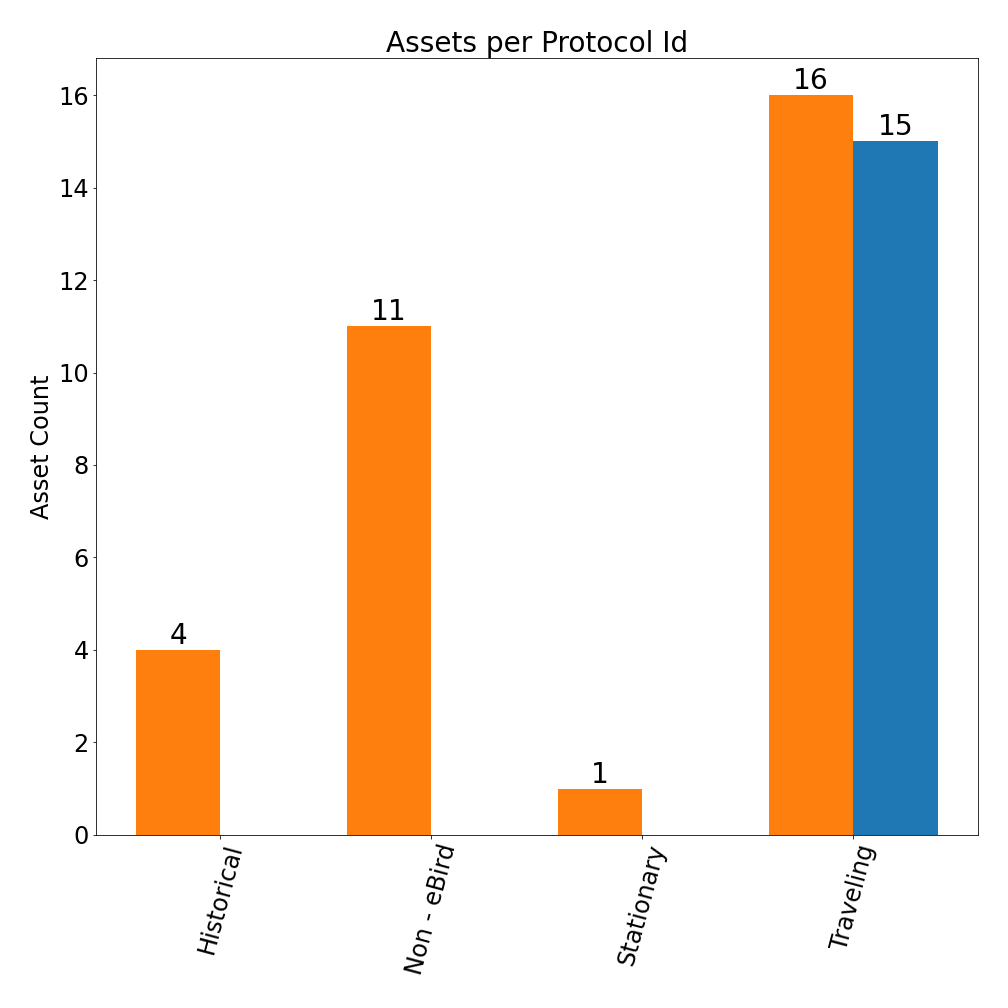 Assets per Protocol Id
Asset Count
16
14
12
10
8
6
4
2
0
4
11
1
16
15
Historical
Non - eBird
Stationary
Traveling